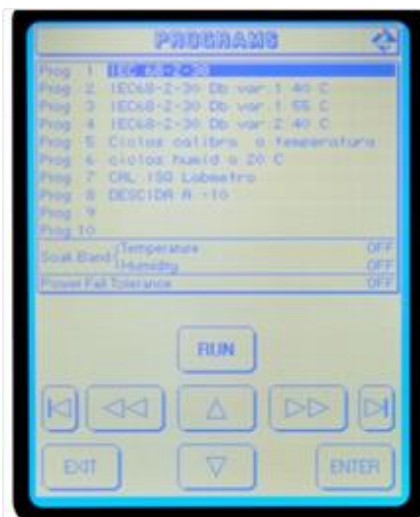 PROGRAMS
Prog 1 IEC 68-2-30
Prog 2 IEC68-2-30 Db var 1 40 C
Prog 3 IEC68-2-30 Db var 1 55 C
Prog 4 IEC68-2-30 Db var 2 40 C
Prog 5 Ciclos calibra a temperatura
Prog 6 ciclos humid a 20 C
Prog 7 CAL ISQ Labmetro
Prog 8 DESCIDA A -10
Prog 9
Prog 10
Soak Band Temperature OFF
Humidity OFF
Power Fail Tolerance OFF
RUN
EXIT
ENTER